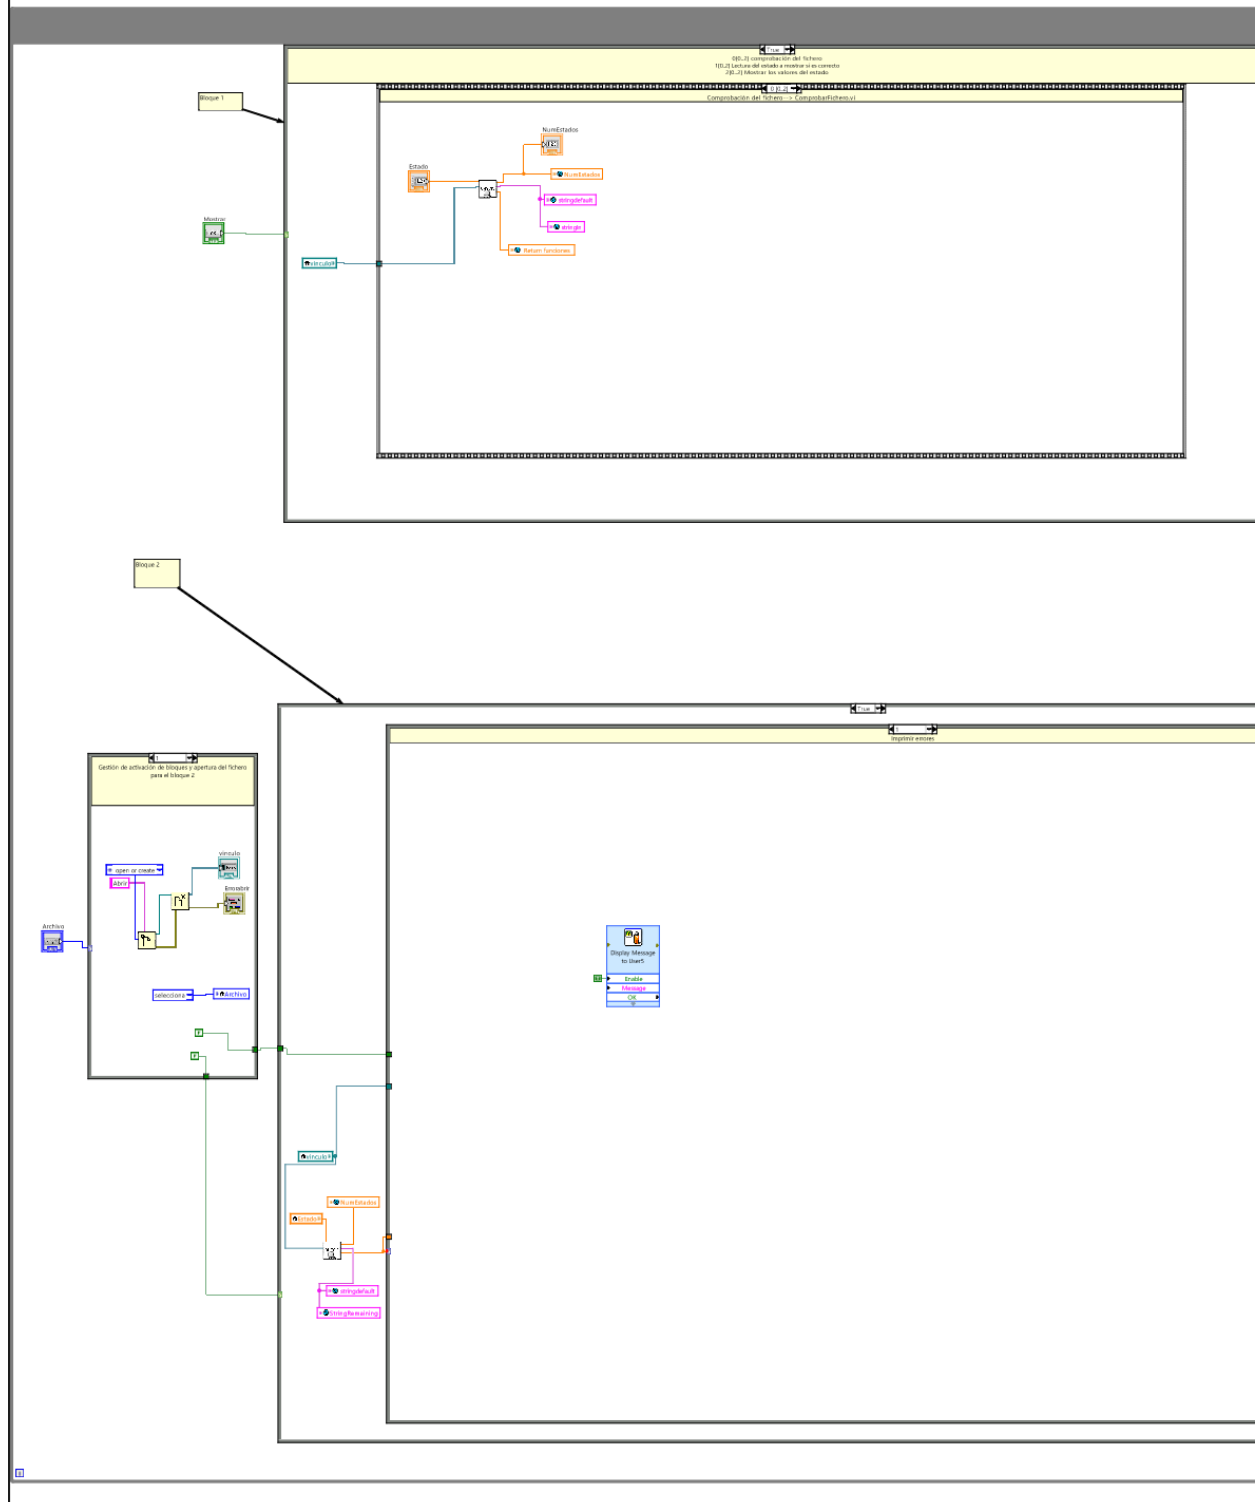 True
0[0..2] comprobación del fichero
1[0..2] Lectura del estado a mostrar si es correcto
2[0..2] Mostrar los valores del estado
Bloque 1
0 [0..2]
Comprobación del fichero --> ComprobarFichero.vi
NumEstados
Estado
NumEstados
stringdefault
stringls
Mostrar
Return funciones
vinculo
Bloque 2
True
1
Imprimir errores
1
Gestión de activación de bloques y apertura del fichero
para el bloque 2
vinculo
open or create
Abrir
Errorabrir
Archivo
Display Message
to User5
Enable
Message
OK
selecciona
Archivo
F
F
vinculo
NumEstados
Estado
stringdefault
StringRemaining
i